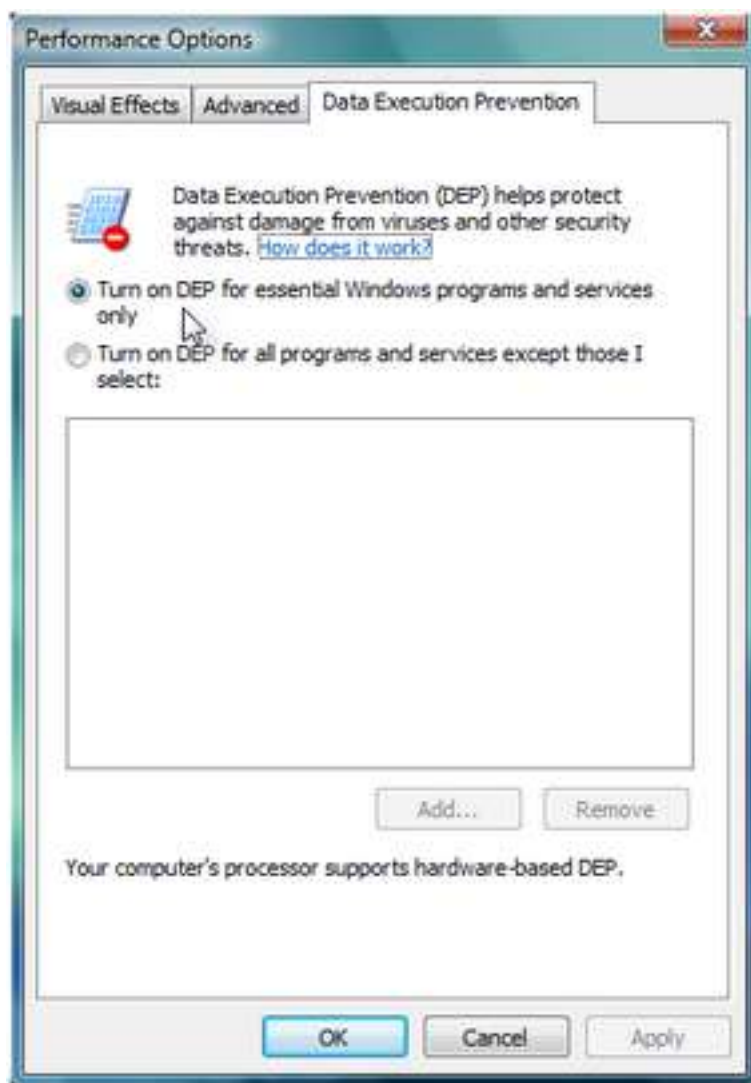 Performance Options
Visual Effects
Advanced
Data Execution Prevention
Data Execution Prevention (DEP) helps protect
against damage from viruses and other security
threats. How does it work?
Turn on DEP for essential Windows programs and services
only
Turn on DEP for all programs and services except those I
select:
Add...
Remove
Your computer's processor supports hardware-based DEP.
OK
Cancel
Apply